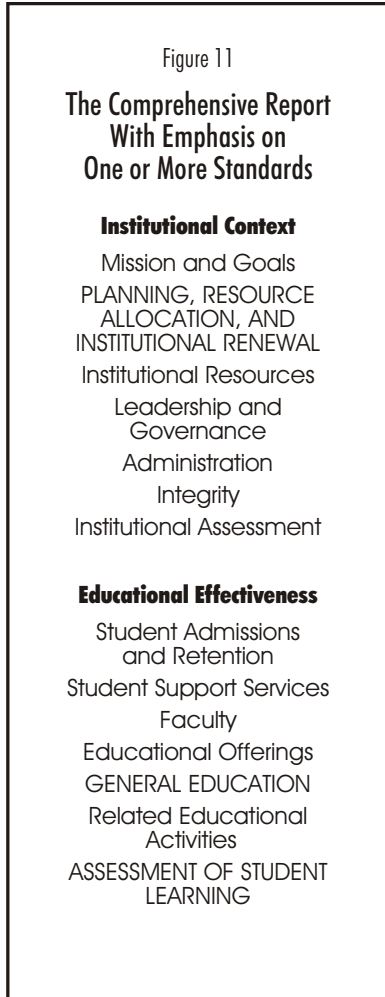 Figure 11
The Comprehensive Report
With Emphasis on
One or More Standards
Institutional Context
Mission and Goals
PLANNING, RESOURCE
ALLOCATION, AND
INSTITUTIONAL RENEWAL
Institutional Resources
Leadership and
Governance
Administration
Integrity
Institutional Assessment
Educational Effectiveness
Student Admissions
and Retention
Student Support Services
Faculty
Educational Offerings
GENERAL EDUCATION
Related Educational
Activities
ASSESSMENT OF STUDENT
LEARNING